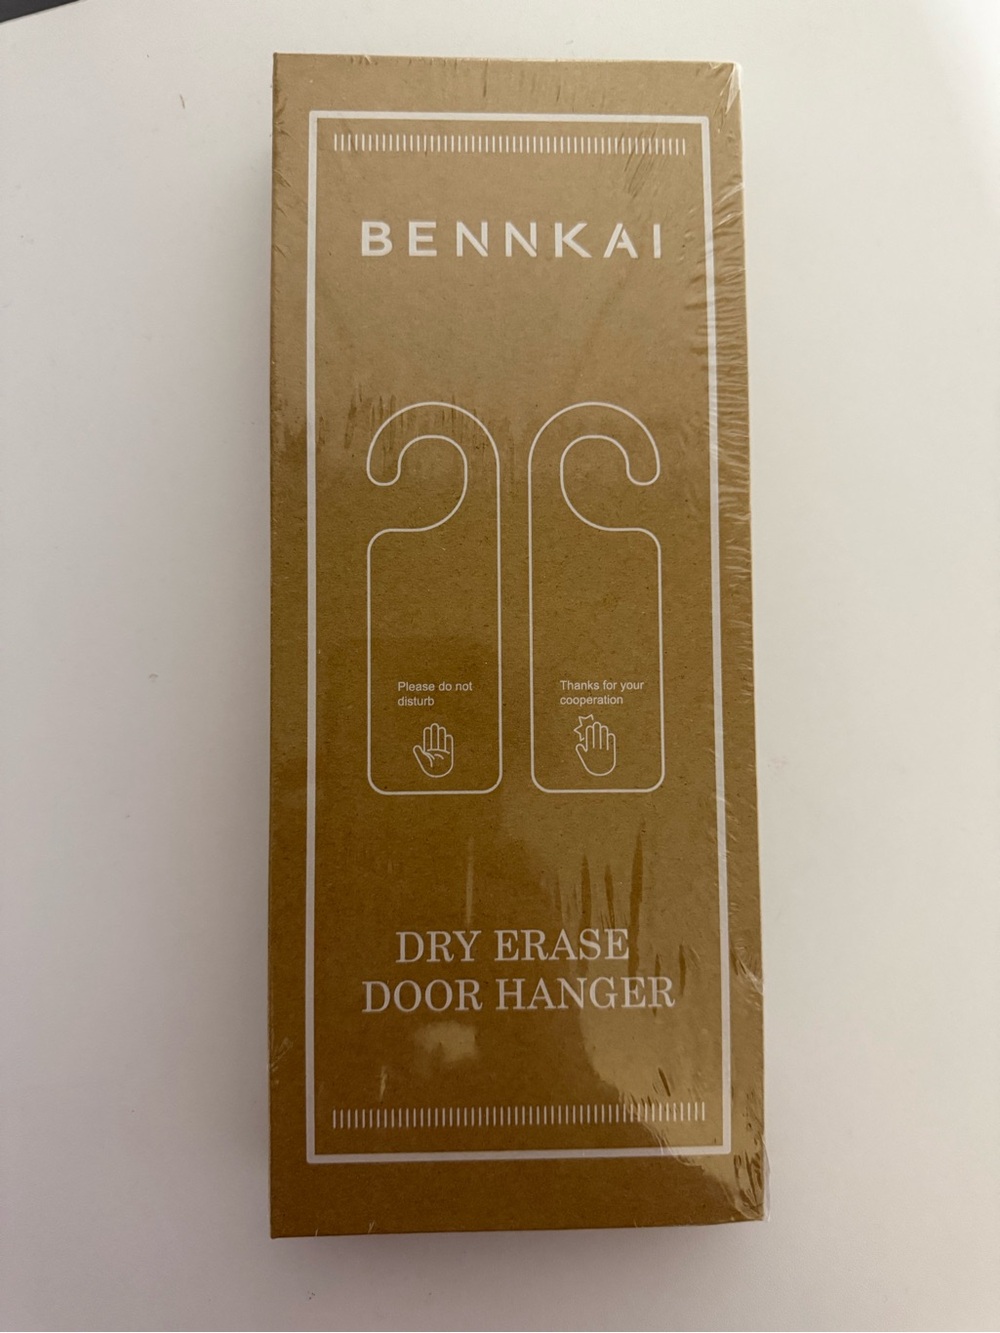 BENNKAI
Please do not
disturb
Thanks for your
cooperation
DRY ERASE
DOOR HANGER